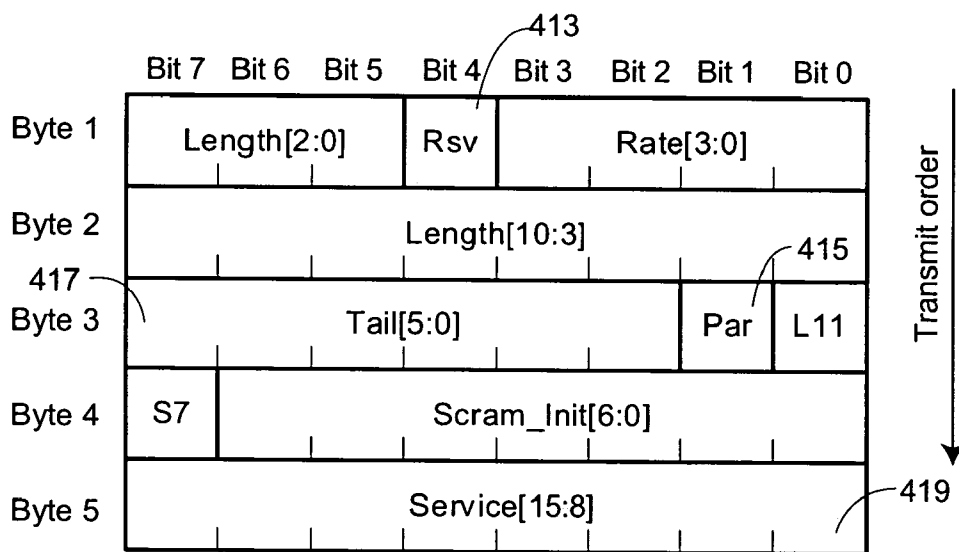 413
Bit 7 Bit 6 Bit 5 Bit 4 Bit 3 Bit 2 Bit 1 Bit 0
Byte 1 Length[2:0] Rsv Rate[3:0]
Byte 2 Length[10:3]
415
417
Byte 3 Tail[5:0] Par L11
Byte 4 S7 Scram_Init[6:0]
Byte 5 Service[15:8]
419
Transmit order